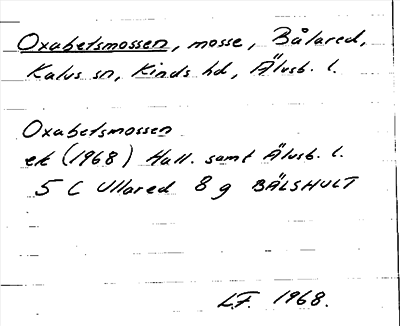 Oxabetsmossen, mosse, Bålared,
Kalvs sn, Kinds hd, Älvsb. l.
Oxabetsmossen
ek (1968) Hall. samt Älvsb. l.
5 C Ullared 8 g BÄLSHULT
LF. 1968.